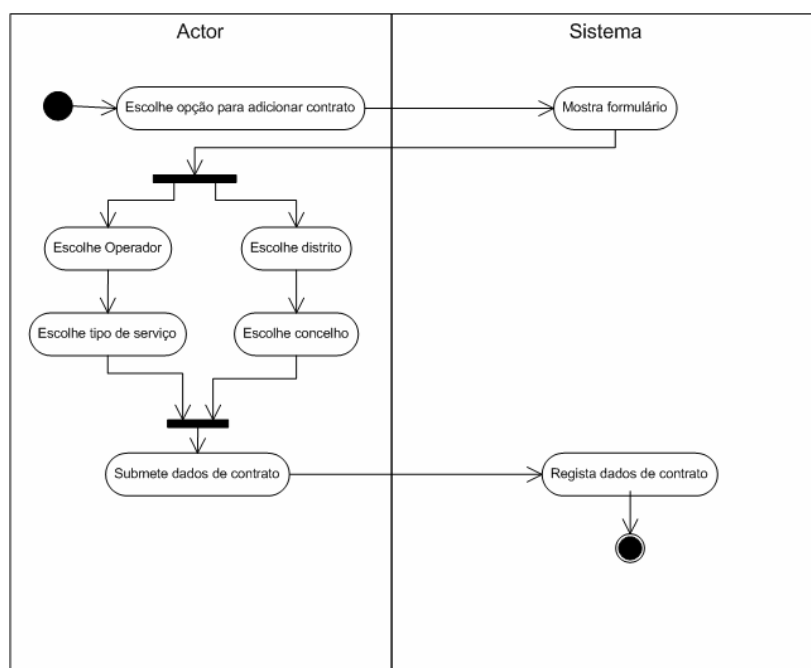 Actor
Sistema
Escolhe opção para adicionar contrato
Mostra formulário
Escolhe Operador
Escolhe distrito
Escolhe tipo de serviço
Escolhe concelho
Submete dados de contrato
Regista dados de contrato